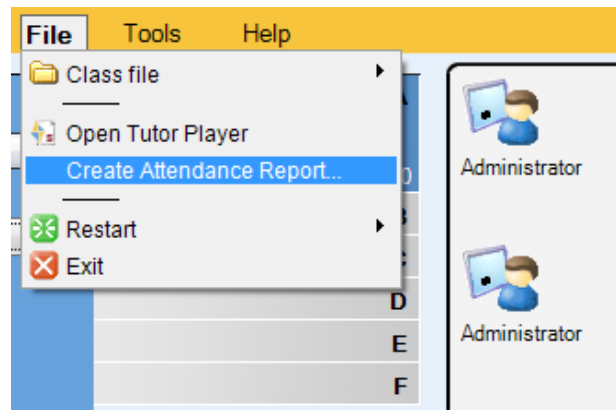 File Tools Help
Class file
Open Tutor Player
Create Attendance Report...
Restart
Exit
D
E
F
Administrator
Administrator